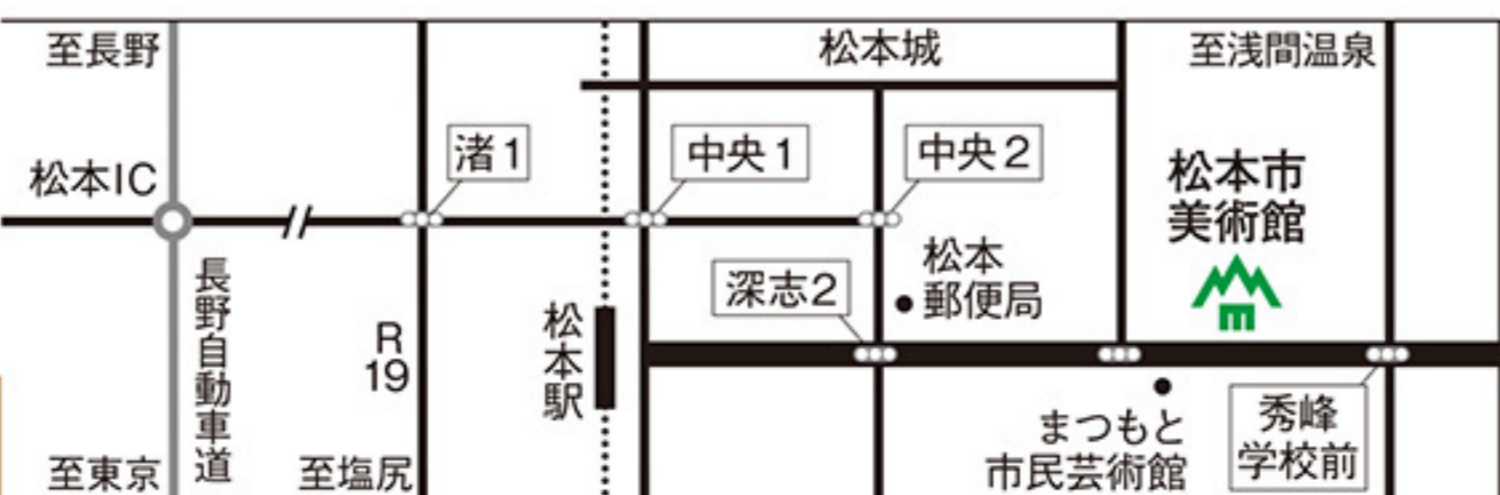 至長野
松本城
至浅間温泉
渚1
中央1
中央2
松本IC
松本市
美術館
松本
郵便局
深志2
長野自動車道
R
19
松本駅
まつもと
市民芸術館
秀峰
学校前
至東京
至塩尻